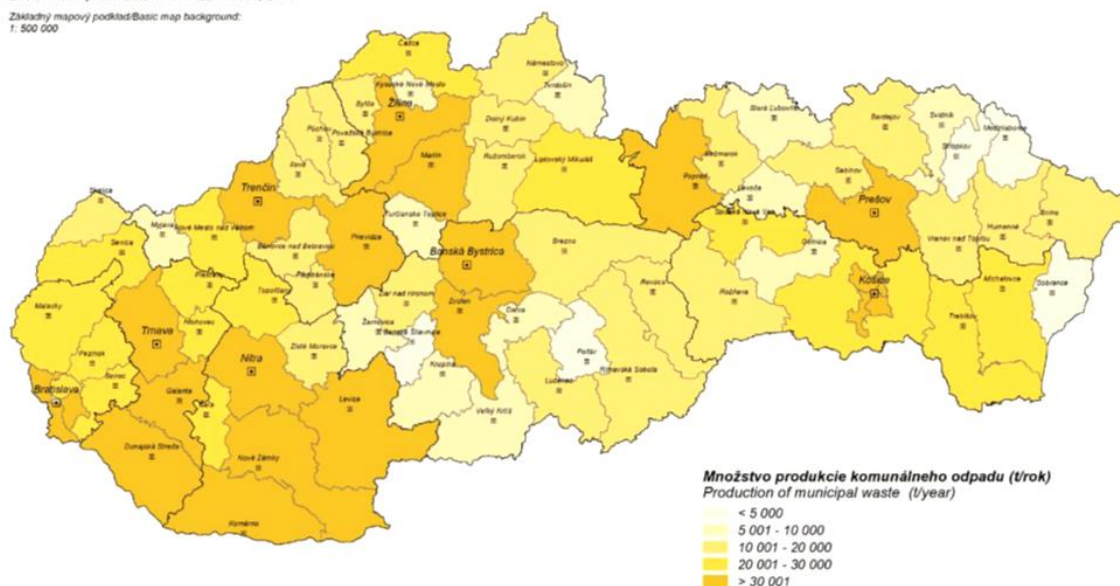 Základný mapový podklad/Basic map background:
1: 500 000
Čadca
Námestovo
Kysucké Nové Mesto
Tvrdošín
Bytča
Žilina
Stará Ľubovňa
Svidník
Bardejov
Medzilaborce
Púchov
Dolný Kubín
Považská Bystrica
Stropkov
Martin
Ružomberok
Liptovský Mikuláš
Kežmarok
Ilava
Sabinov
Poprad
Levoča
Trenčín
Prešov
Skalica
Turčianske Teplice
Spišská Nová Ves
Snina
Myjava
Nové Mesto nad Váhom
Humenné
Senica
Prievidza
Brezno
Gelnica
Vranov nad Topľou
Bánovce nad Bebravou
Banská Bystrica
Piešťany
Partizánske
Revúca
Košice
Michalovce
Sobrance
Topoľčany
Žiar nad Hronom
Zvolen
Rožňava
Malacky
Detva
Trebišov
Hlohovec
Žarnovica
Trnava
Banská Štiavnica
Zlaté Moravce
Poltár
Pezinok
Nitra
Krupina
Rimavská Sobota
Senec
Lučenec
Bratislava
Galanta
Levice
Šaľa
Veľký Krtíš
Dunajská Streda
Nové Zámky
Komárno
Množstvo produkcie komunálneho odpadu (t/rok)
Production of municipal waste (t/year)
< 5 000
5 001 - 10 000
10 001 - 20 000
20 001 - 30 000
> 30 001